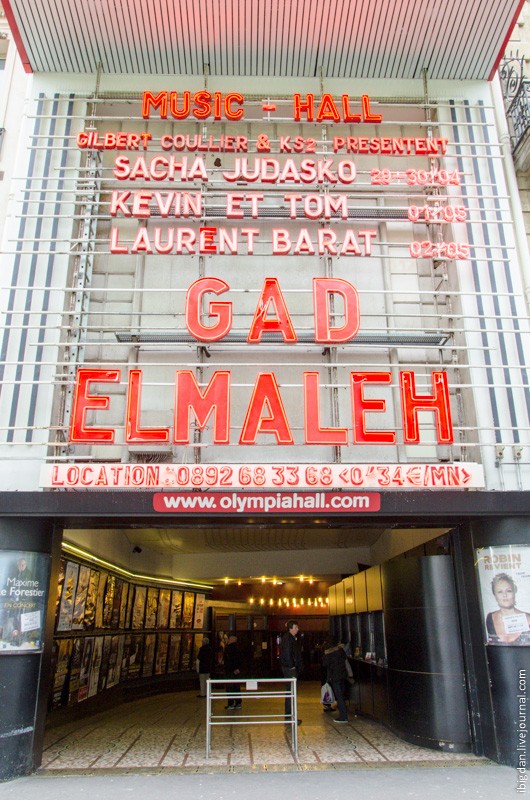 MUSIC - HALL
GILBERT COULLIER & KS2 PRESENTENT
SACHA JUDASKO 29-30/04
KEVIN ET TOM 01/05
LAURENT BARAT 02/05
GAD
ELMALEH
LOCATION : 0892 68 33 68 <0'34€/MN>
www.olympiahall.com
Maxime
e Forestier
ROBIN
REVIENT
ibigdan.livejournal.com